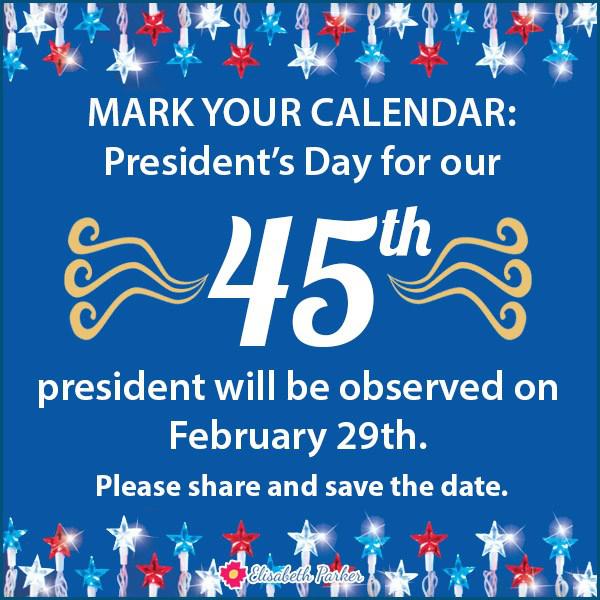 MARK YOUR CALENDAR:
President’s Day for our
45th
president will be observed on
February 29th.
Please share and save the date.
Elisabeth Parker